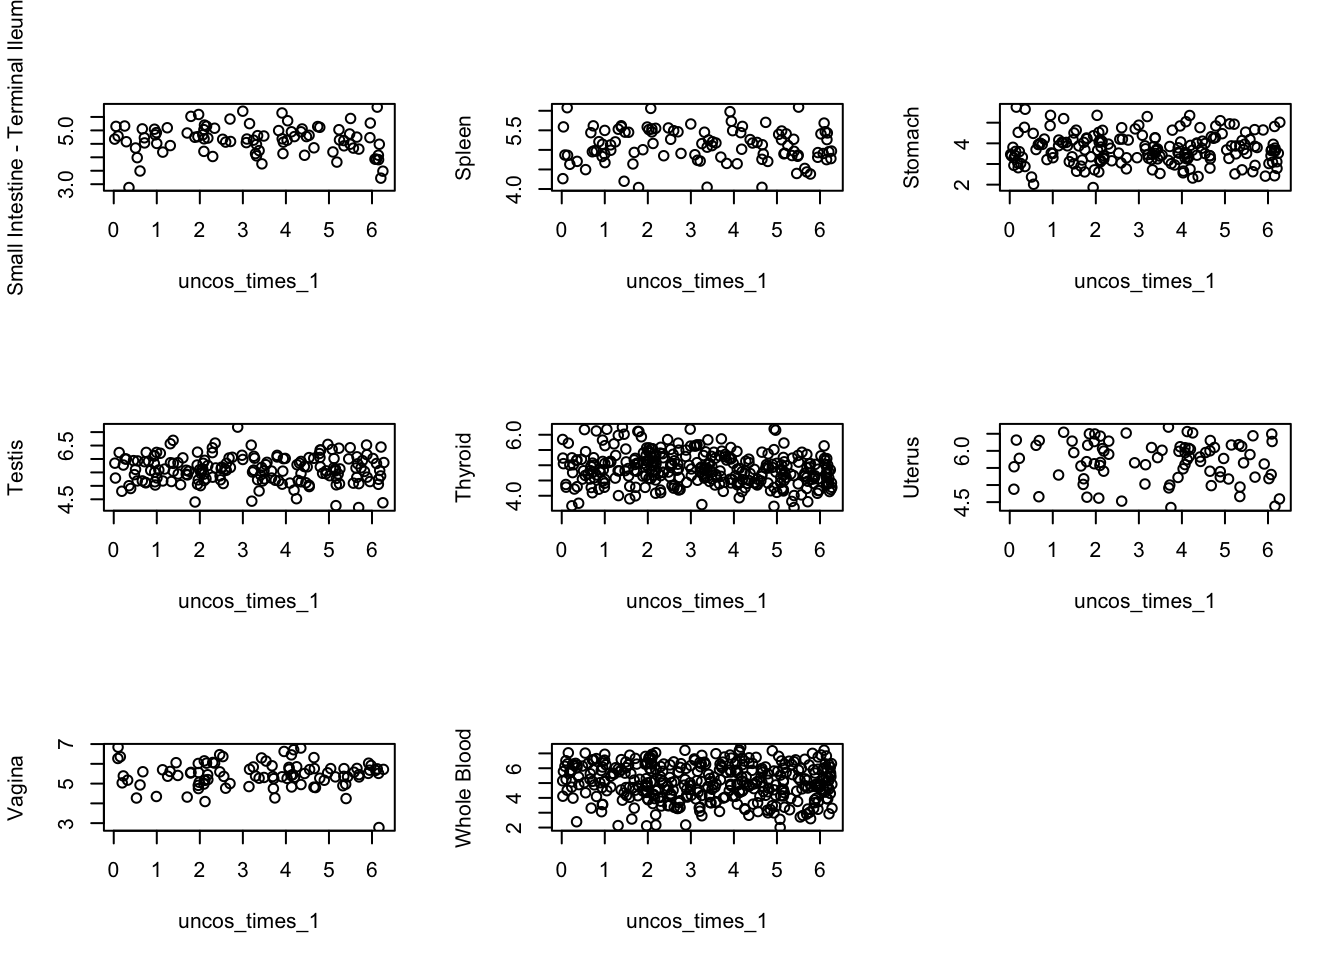 Small Intestine - Terminal Ileum
3.0 5.0
0 1 2 3 4 5 6
uncos_times_1
Spleen
4.0 5.5
0 1 2 3 4 5 6
uncos_times_1
Stomach
2 4
0 1 2 3 4 5 6
uncos_times_1
Testis
4.5 6.5
0 1 2 3 4 5 6
uncos_times_1
Thyroid
4.0 6.0
0 1 2 3 4 5 6
uncos_times_1
Uterus
4.5 6.0
0 1 2 3 4 5 6
uncos_times_1
Vagina
3 5 7
0 1 2 3 4 5 6
uncos_times_1
Whole Blood
2 4 6
0 1 2 3 4 5 6
uncos_times_1